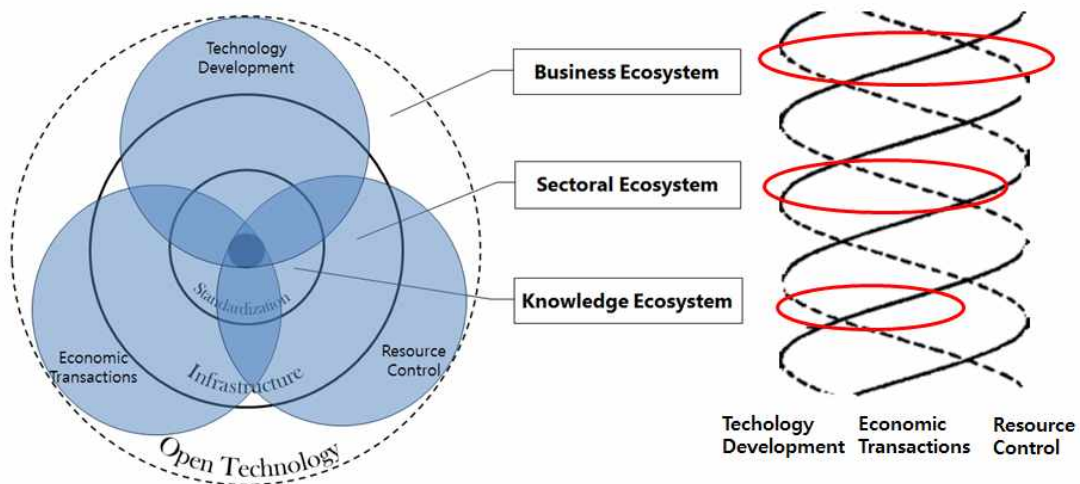 Technology
Development
Economic
Transactions
Resource
Control
Standardization
Infrastructure
Open Technology
Business Ecosystem
Sectoral Ecosystem
Knowledge Ecosystem
Techology
Development
Economic
Transactions
Resource
Control